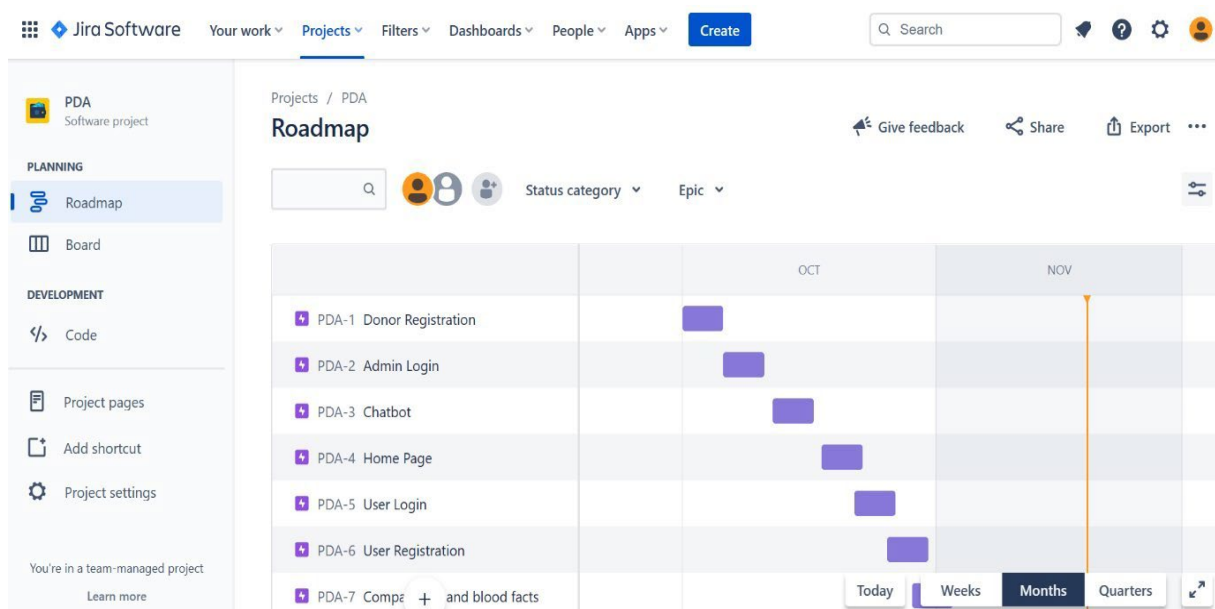 Jira Software Your work Projects Filters Dashboards People Apps Create Search
PDA
Software project
PLANNING
Roadmap
Board
DEVELOPMENT
Code
Project pages
Add shortcut
Project settings
You're in a team-managed project
Learn more
Projects / PDA
Roadmap
Give feedback Share Export
Status category Epic
OCT NOV
PDA-1 Donor Registration
PDA-2 Admin Login
PDA-3 Chatbot
PDA-4 Home Page
PDA-5 User Login
PDA-6 User Registration
PDA-7 Compa and blood facts
Today Weeks Months Quarters